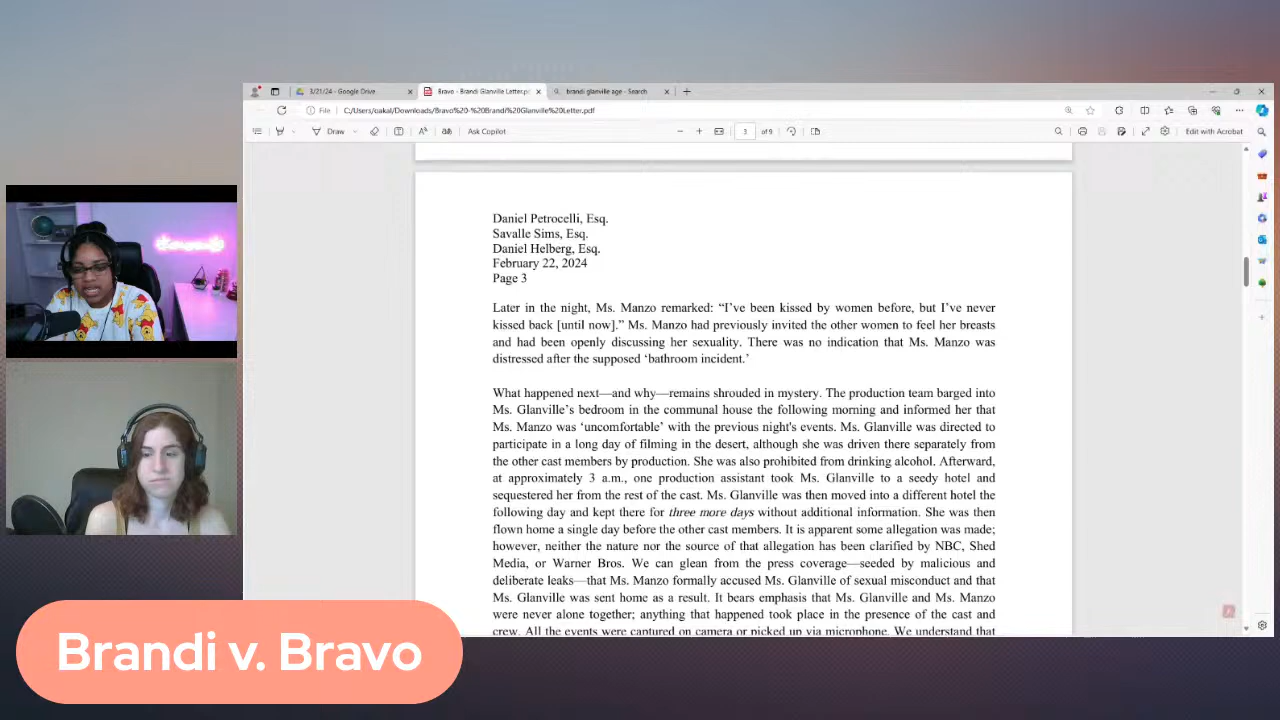 3/21/24 - Google Drive
Bravo - Brandi Glanville Letter.pc
brandi glanville age - Search
File
C:/Users/oakal/Downloads/Bravo%20-%20Brandi%20Glanville%20Letter.pdf
Draw
Ask Copilot
3
of 9
Edit with Acrobat
Daniel Petrocelli, Esq.
Savalle Sims, Esq.
Daniel Helberg, Esq.
February 22, 2024
Page 3
Later in the night, Ms. Manzo remarked: “I’ve been kissed by women before, but I’ve never
kissed back [until now].” Ms. Manzo had previously invited the other women to feel her breasts
and had been openly discussing her sexuality. There was no indication that Ms. Manzo was
distressed after the supposed ‘bathroom incident.’
What happened next—and why—remains shrouded in mystery. The production team barged into
Ms. Glanville’s bedroom in the communal house the following morning and informed her that
Ms. Manzo was ‘uncomfortable’ with the previous night's events. Ms. Glanville was directed to
participate in a long day of filming in the desert, although she was driven there separately from
the other cast members by production. She was also prohibited from drinking alcohol. Afterward,
at approximately 3 a.m., one production assistant took Ms. Glanville to a seedy hotel and
sequestered her from the rest of the cast. Ms. Glanville was then moved into a different hotel the
following day and kept there for three more days without additional information. She was then
flown home a single day before the other cast members. It is apparent some allegation was made;
however, neither the nature nor the source of that allegation has been clarified by NBC, Shed
Media, or Warner Bros. We can glean from the press coverage—seeded by malicious and
deliberate leaks—that Ms. Manzo formally accused Ms. Glanville of sexual misconduct and that
Ms. Glanville was sent home as a result. It bears emphasis that Ms. Glanville and Ms. Manzo
were never alone together; anything that happened took place in the presence of the cast and
crew. All the events were captured on camera or picked up via microphone. We understand that
Brandi v. Bravo